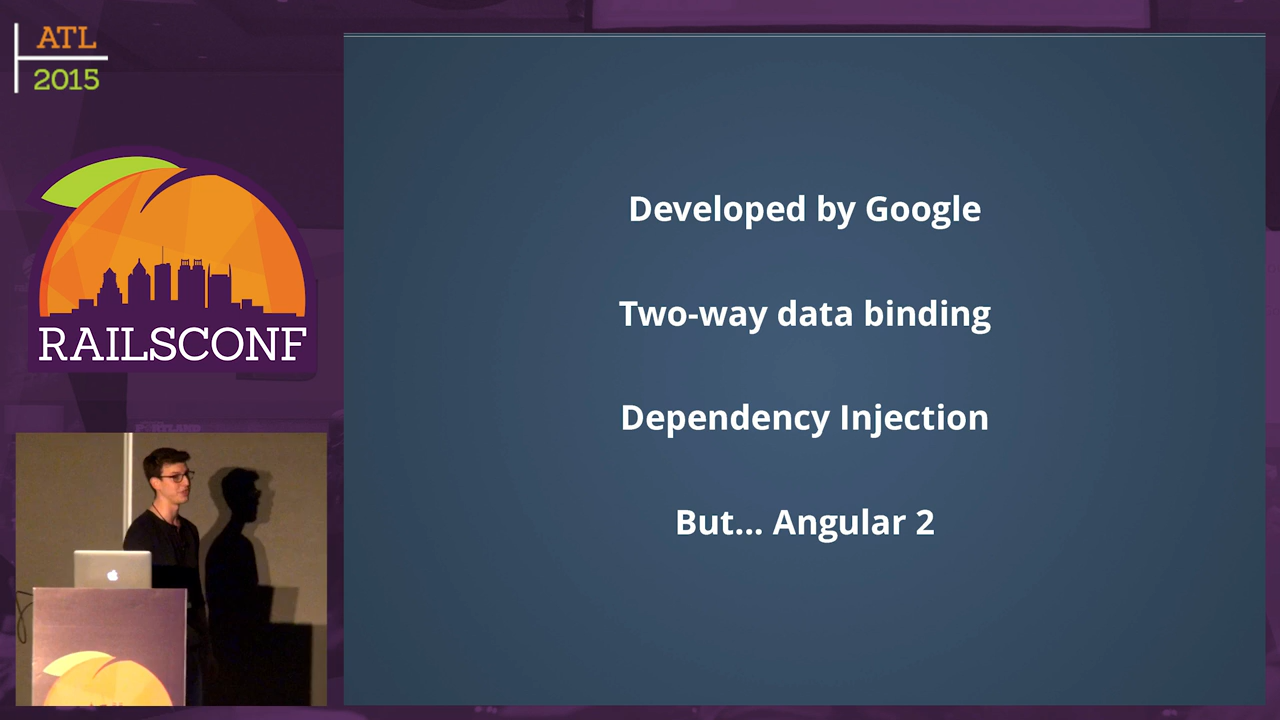 ATL
2015
RAILSCONF
Developed by Google
Two-way data binding
Dependency Injection
But... Angular 2